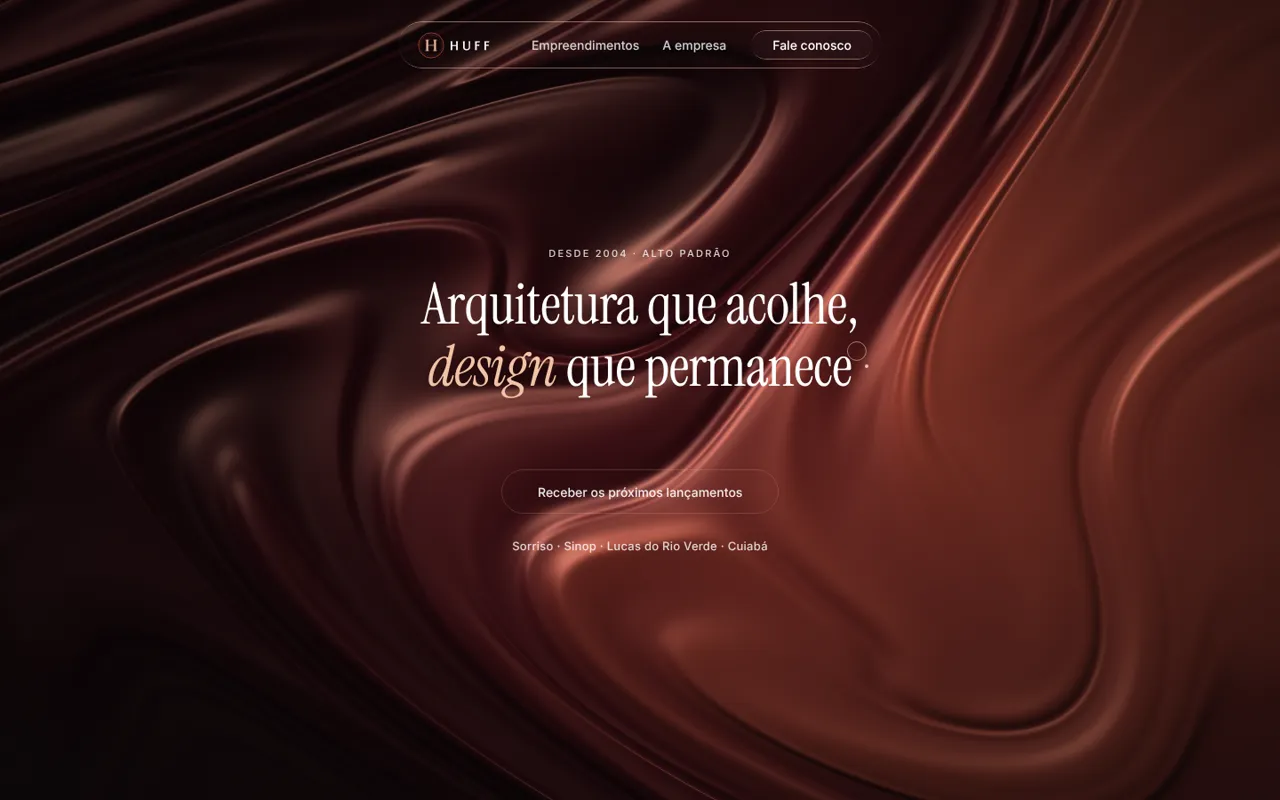 H HUFF Empreendimentos A empresa Fale conosco
DESDE 2004 · ALTO PADRÃO
Arquitetura que acolhe,
design que permanece
Receber os próximos lançamentos
Sorriso · Sinop · Lucas do Rio Verde · Cuiabá